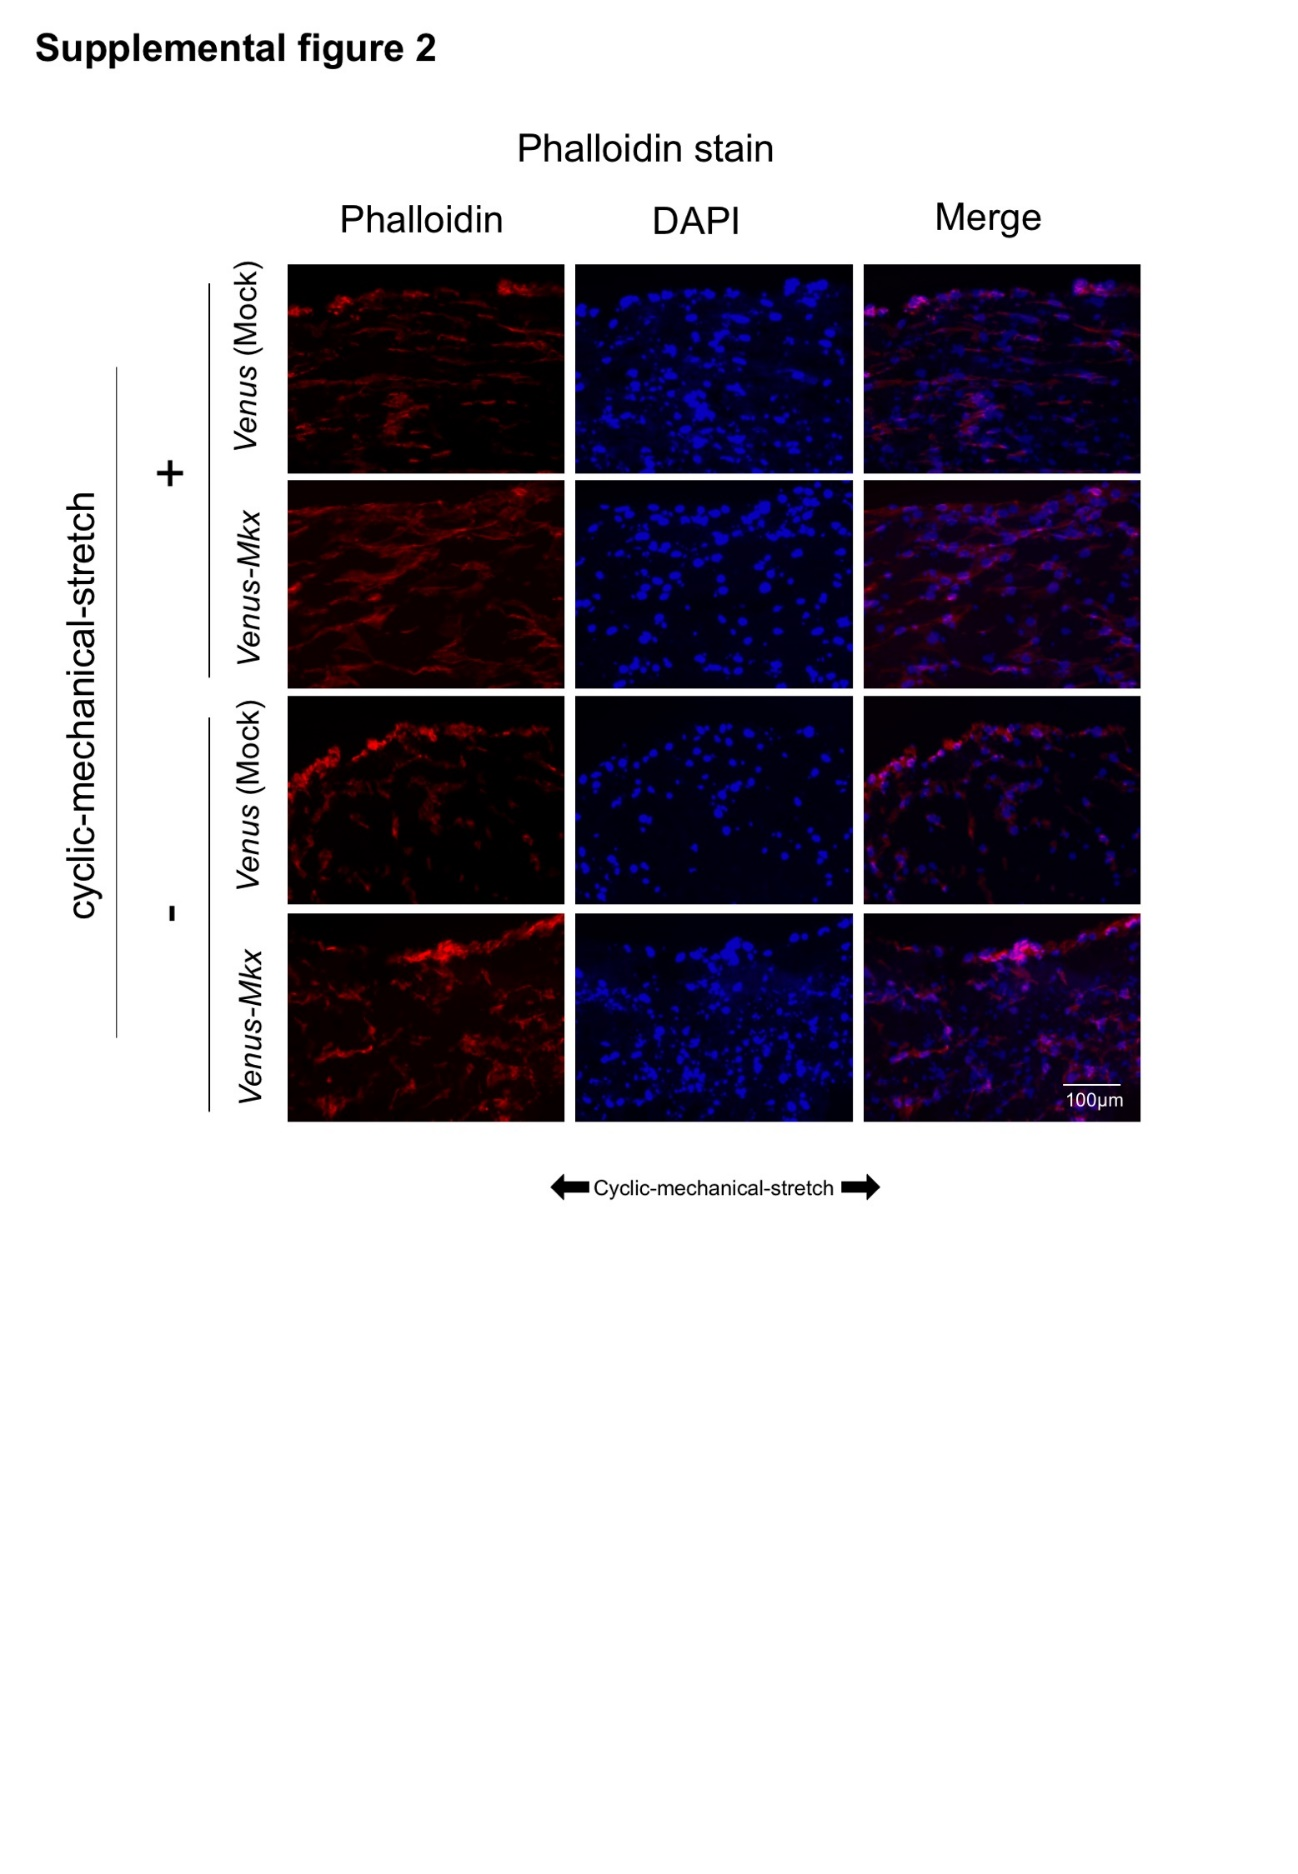 Supplemental figure 2
Phalloidin stain
Phalloidin
DAPI
Merge
cyclic-mechanical-stretch
+
Venus (Mock)
Venus-Mkx
-
Venus (Mock)
Venus-Mkx
100μm
Cyclic-mechanical-stretch